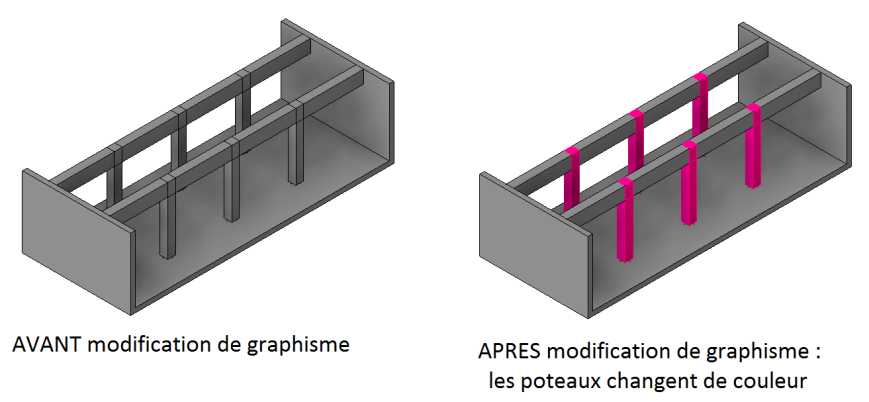 AVANT modification de graphisme
APRES modification de graphisme :
les poteaux changent de couleur